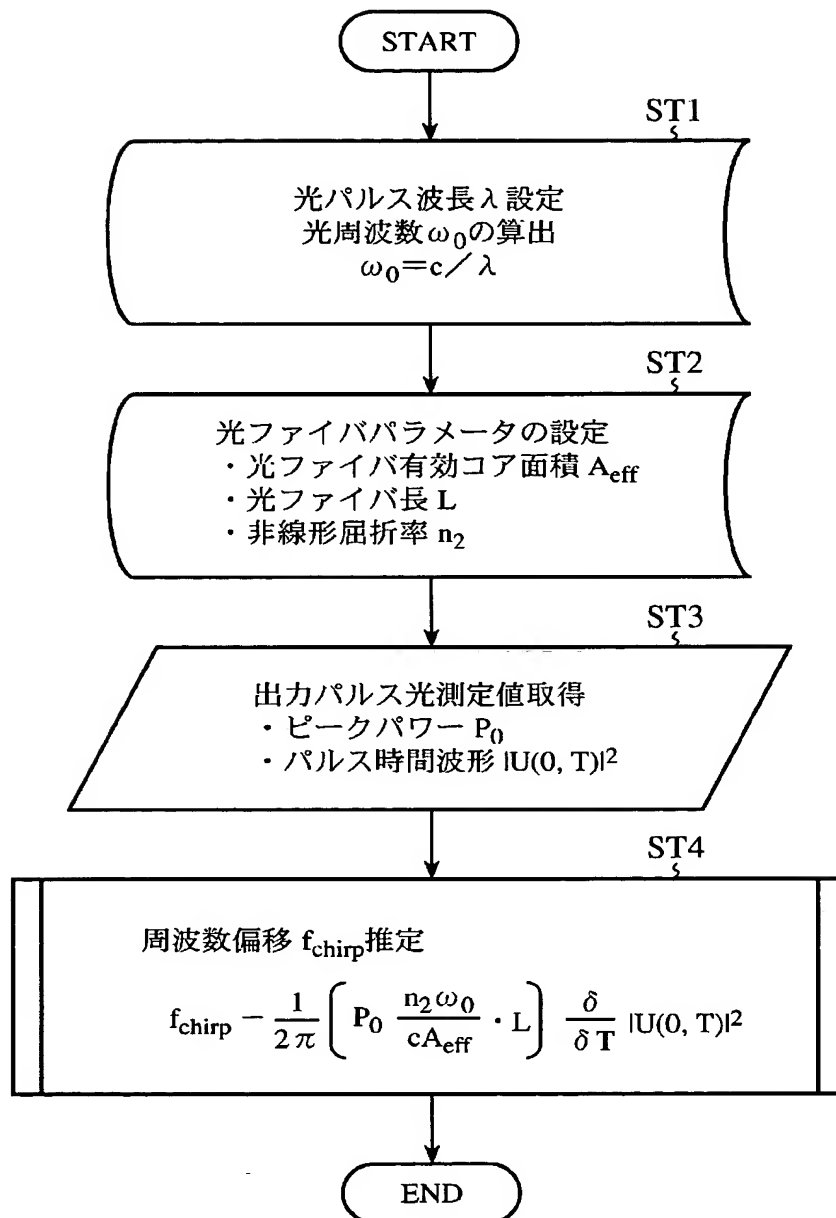 START
ST1
光パルス波長λ設定
光周波数ω₀の算出
ω₀=c／λ
ST2
光ファイバパラメータの設定
・光ファイバ有効コア面積 A_eff
・光ファイバ長 L
・非線形屈折率 n₂
ST3
出力パルス光測定値取得
・ピークパワー P₀
・パルス時間波形 |U(0, T)|²
ST4
周波数偏移 f_chirp推定
f_chirp − 1/2π ( P₀ n₂ω₀/cA_eff ・L ) δ/δT |U(0, T)|²
END